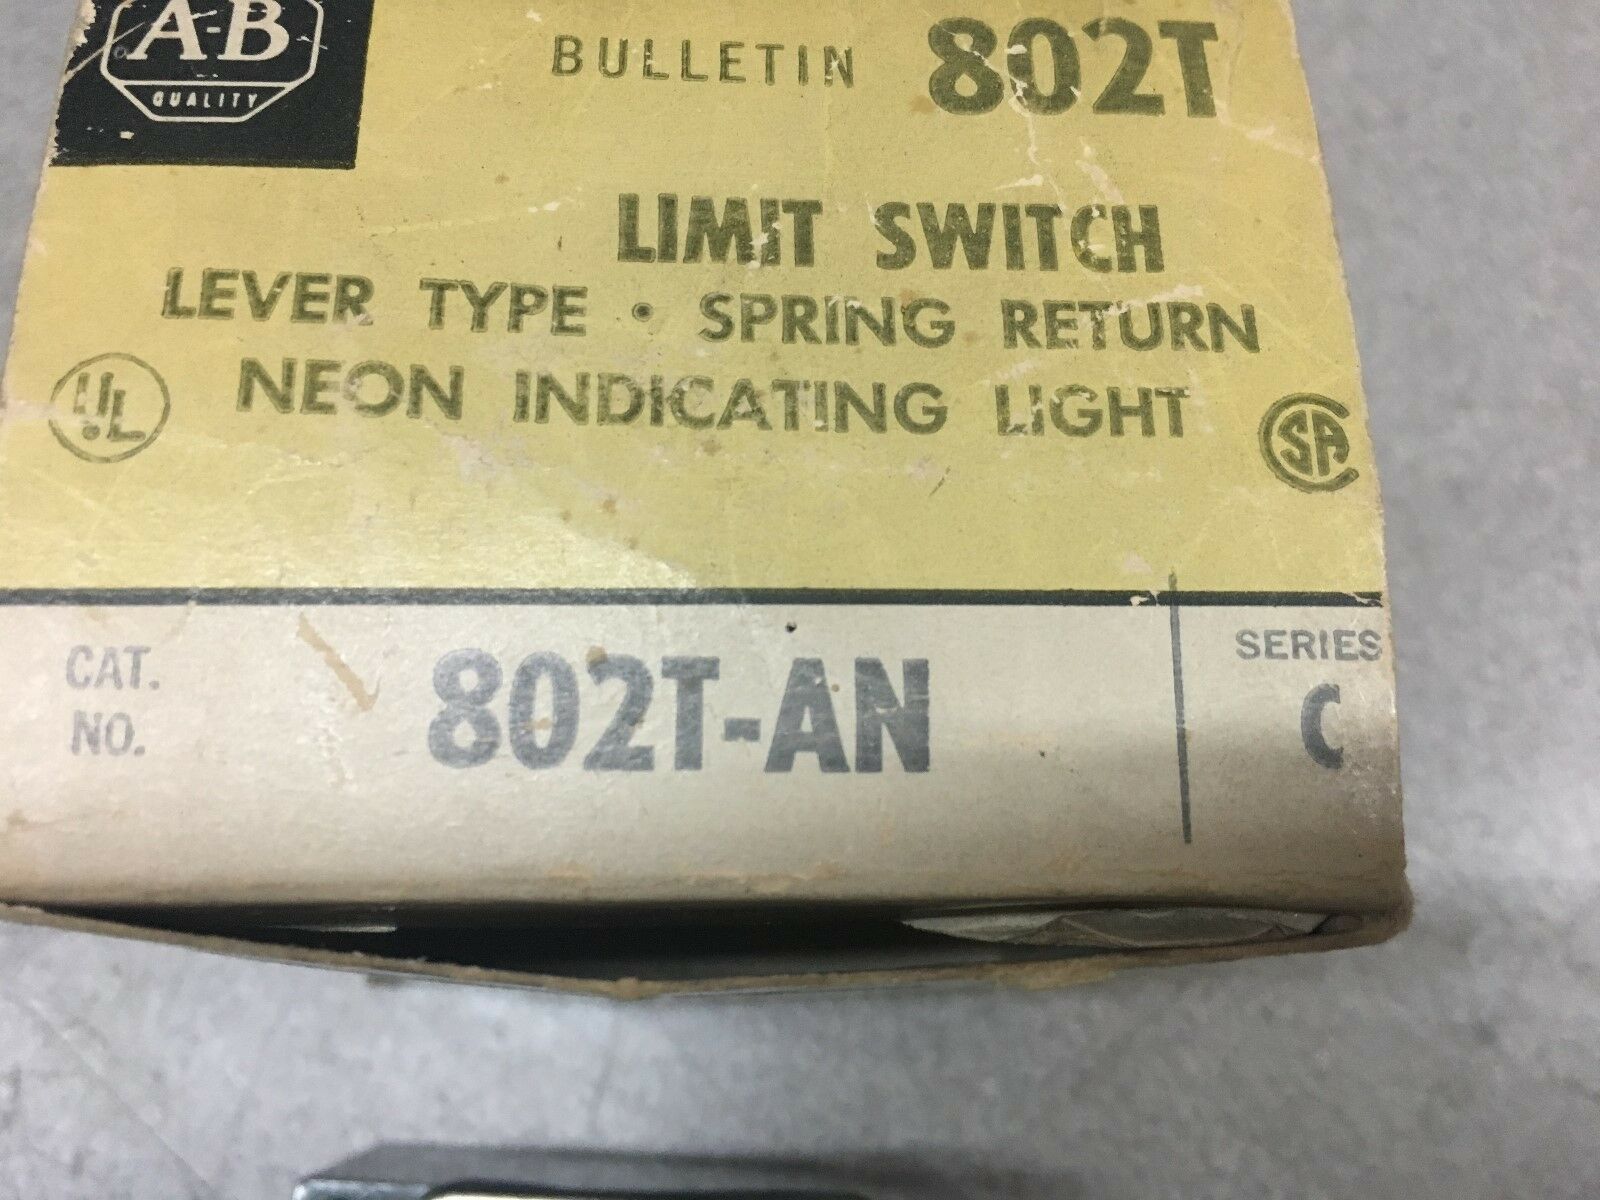 A-B
QUALITY
BULLETIN 802T
LIMIT SWITCH
LEVER TYPE • SPRING RETURN
NEON INDICATING LIGHT
UL
SA
CAT. NO. 802T-AN
SERIES C